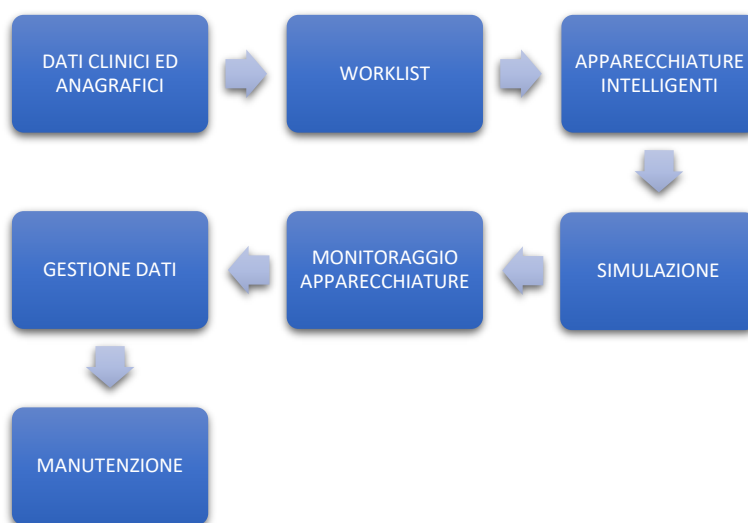 DATI CLINICI ED
ANAGRAFICI
WORKLIST
APPARECCHIATURE
INTELLIGENTI
GESTIONE DATI
MONITORAGGIO
APPARECCHIATURE
SIMULAZIONE
MANUTENZIONE